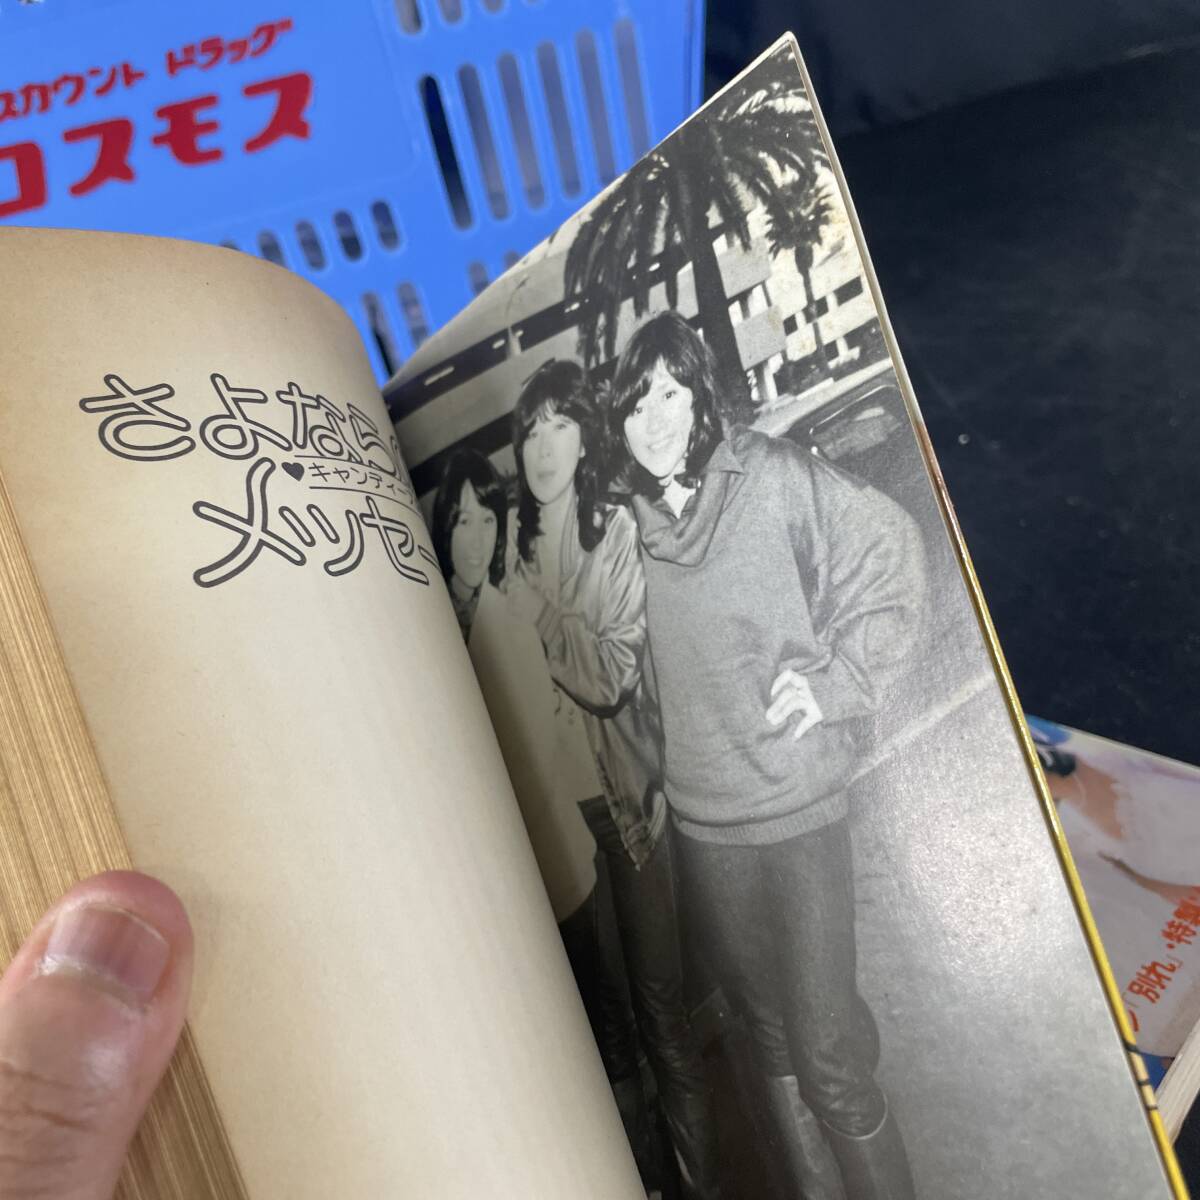 スカウント ドラッグ
コスモス
さよなら
♥キャンディー
メッセー
「別れ」・特